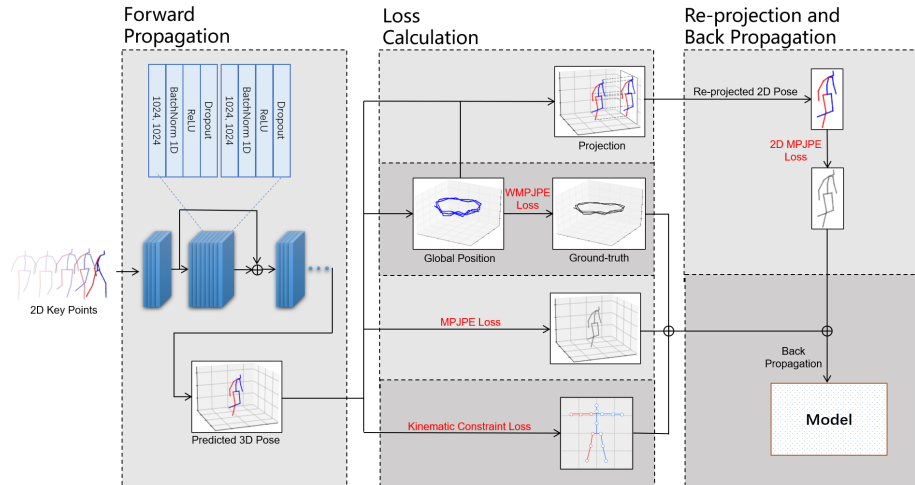 Forward
Propagation
Loss
Calculation
Re-projection and
Back Propagation
1024, 1024
BatchNorm 1D
ReLU
Dropout
1024, 1024
BatchNorm 1D
ReLU
Dropout
2D Key Points
Predicted 3D Pose
Projection
Global Position
WMPJPE
Loss
Ground-truth
MPJPE Loss
Kinematic Constraint Loss
Re-projected 2D Pose
2D MPJPE
Loss
Back
Propagation
Model